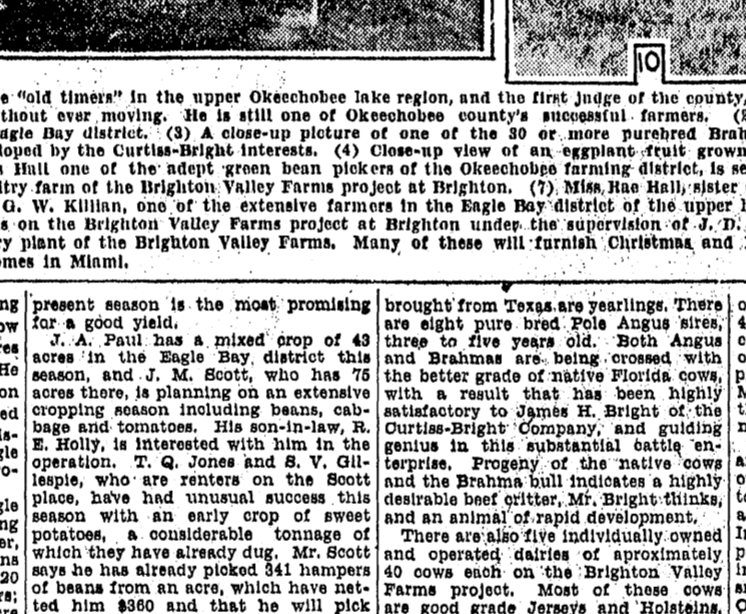 10
e "old timers" in the upper Okeechobee lake region, and the first judge of the county,
thout ever moving. He is still one of Okeechobee county's successful farmers. (2
agle Bay district. (3) A close-up picture of one of the 30 or more purebred Brah
loped by the Curtiss-Bright interests. (4) Close-up view of an eggplant fruit grown
s Hall one of the adept green bean pickers of the Okeechobee farming district, is se
ltry farm of the Brighton Valley Farms project at Brighton. (7) Miss Rae Hall, sister
G. W. Killian, one of the extensive farmers in the Eagle Bay district of the upper l
s on the Brighton Valley Farms project at Brighton under the supervision of J. D.
ry plant of the Brighton Valley Farms. Many of these will furnish Christmas and
omes in Miami.
present season is the most promising
for a good yield.
J. A. Paul has a mixed crop of 43
acres in the Eagle Bay district this
season, and J. M. Scott, who has 75
acres there, is planning on an extensive
cropping season including beans, cab-
bage and tomatoes. His son-in-law, R.
E. Holly, is interested with him in the
operation. T. Q. Jones and S. V. Gil-
lespie, who are renters on the Scott
place, have had unusual success this
season with an early crop of sweet
potatoes, a considerable tonnage of
which they have already dug. Mr. Scott
says he has already picked 341 hampers
of beans from an acre, which have net-
ted him $360 and that he will pick
brought from Texas are yearlings. There
are eight pure bred Pole Angus sires,
three to five years old. Both Angus
and Brahmas are being crossed with
the better grade of native Florida cows,
with a result that has been highly
satisfactory to James H. Bright of the
Curtiss-Bright Company, and guiding
genius in this substantial cattle en-
terprise. Progeny of the native cows
and the Brahma bull indicates a highly
desirable beef critter, Mr. Bright thinks,
and an animal of rapid development.
There are also five individually owned
and operated dairies of aproximately
40 cows each on the Brighton Valley
Farms project. Most of these cows
are good grade Jerseys and Holsteins,